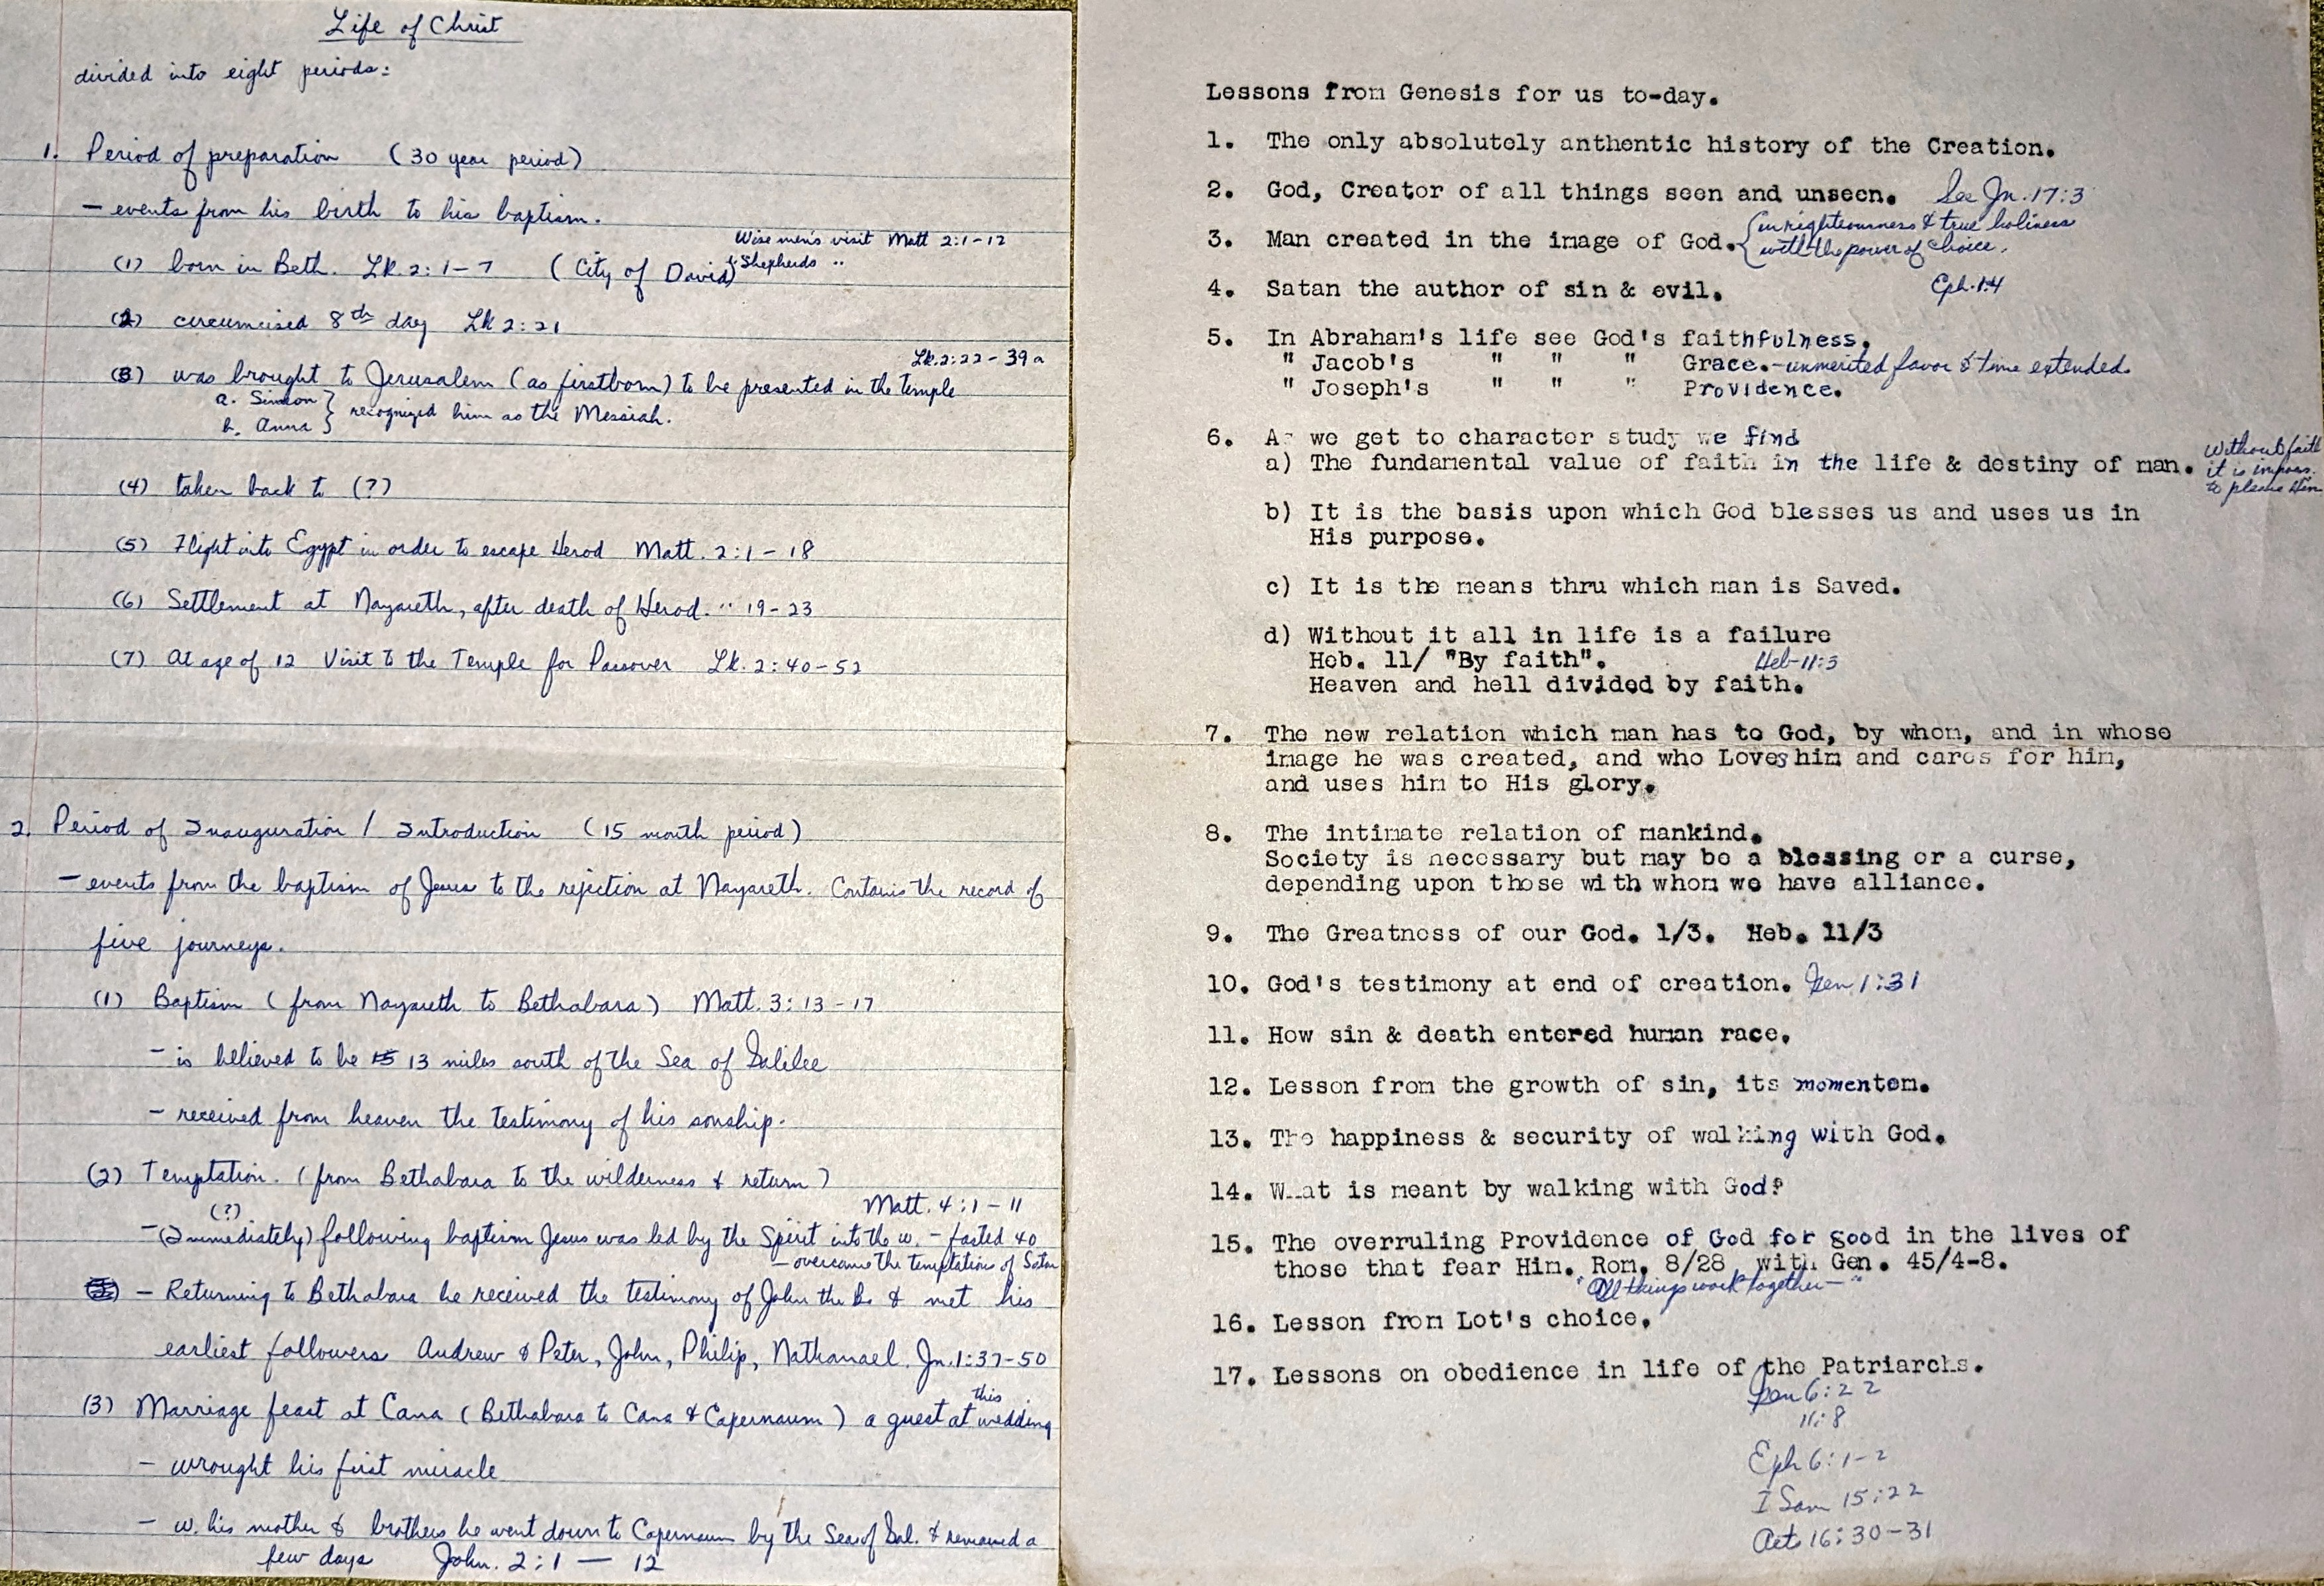 Life of Christ
divided into eight periods:
1. Period of preparation (30 year period)
- events from his birth to his baptism.
Wise men's visit Matt 2:1-12
(1) born in Beth. Lk. 2:1-7 (City of David) "Shepherds "
(2) circumcised 8th day Lk 2:21
Lk. 2:22-39a
(3) was brought to Jerusalem (as firstborn) to be presented in the temple
a. Simeon } recognized him as the Messiah.
b. Anna }
(4) taken back to (?)
(5) Flight into Egypt in order to escape Herod Matt. 2:1-18
(6) Settlement at Nazareth, after death of Herod. " 19-23
(7) At age of 12 Visit to the Temple for Passover Lk. 2:40-52
2. Period of Inauguration / Introduction (15 month period)
- events from the baptism of Jesus to the rejection at Nazareth. Contains the record of
five journeys.
(1) Baptism (from Nazareth to Bethabara) Matt. 3:13-17
- is believed to be 15 13 miles south of the Sea of Galilee
- received from heaven the testimony of his sonship.
(2) Temptation. (from Bethabara to the wilderness & return)
(?) Matt. 4:1-11
- (Immediately) following baptism Jesus was led by the Spirit into the w. - fasted 40
- overcame the temptations of Satan
- Returning to Bethabara he received the testimony of John the B. & met his
earliest followers Andrew & Peter, John, Philip, Nathanael. Jn. 1:37-50
(3) Marriage feast at Cana (Bethabara to Cana & Capernaum) a guest at this wedding
- wrought his first miracle
- w. his mother & brothers he went down to Capernaum by the Sea of Gal. & remained a
few days John. 2:1 - 12
Lessons from Genesis for us to-day.
1. The only absolutely anthentic history of the Creation.
2. God, Creator of all things seen and unseen. See Jn. 17:3
3. Man created in the image of God. { in righteousness & true holiness
with the power of choice.
4. Satan the author of sin & evil. Eph. 1:4
5. In Abraham's life see God's faithfulness.
" Jacob's " " " Grace. - unmerited favor & time extended.
" Joseph's " " " Providence.
6. As we get to character study we find
a) The fundamental value of faith in the life & destiny of man. Without faith
it is imposs.
to please Him
b) It is the basis upon which God blesses us and uses us in
His purpose.
c) It is the means thru which man is Saved.
d) Without it all in life is a failure
Heb. 11/ "By faith". Heb-11:3
Heaven and hell divided by faith.
7. The new relation which man has to God, by whom, and in whose
image he was created, and who Loves him and cares for him,
and uses him to His glory.
8. The intimate relation of mankind.
Society is necessary but may be a blessing or a curse,
depending upon those with whom we have alliance.
9. The Greatness of our God. 1/3. Heb. 11/3
10. God's testimony at end of creation. Gen 1:31
11. How sin & death entered human race.
12. Lesson from the growth of sin, its momentem.
13. The happiness & security of walking with God.
14. What is meant by walking with God?
15. The overruling Providence of God for good in the lives of
those that fear Him. Rom. 8/28 with Gen. 45/4-8.
"All things work together-"
16. Lesson from Lot's choice.
17. Lessons on obedience in life of the Patriarchs.
Gen 6:22
11:8
Eph 6:1-2
I Sam 15:22
Acts 16:30-31